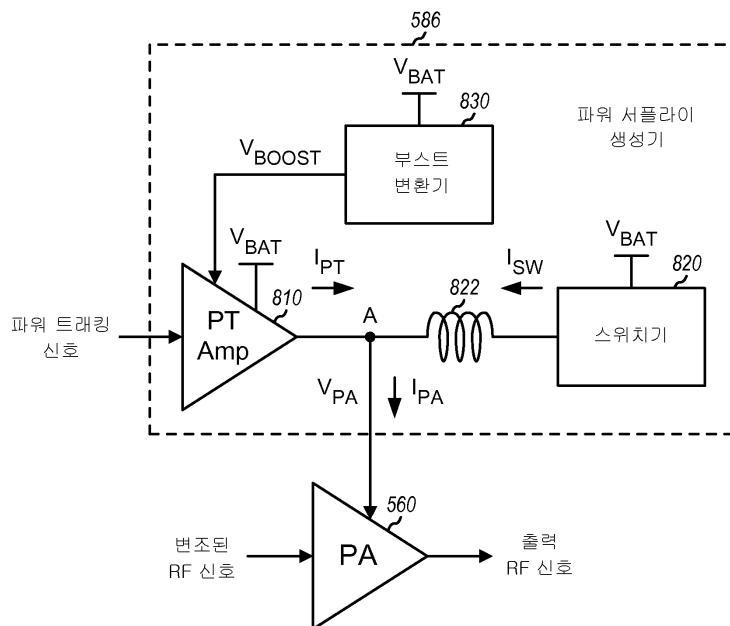 586
V_BAT
830
파워 서플라이
생성기
V_BOOST
부스트
변환기
V_BAT
I_PT
I_SW
V_BAT
820
810
822
A
파워 트래킹
신호
PT
Amp
스위치기
V_PA
I_PA
560
변조된
RF 신호
PA
출력
RF 신호